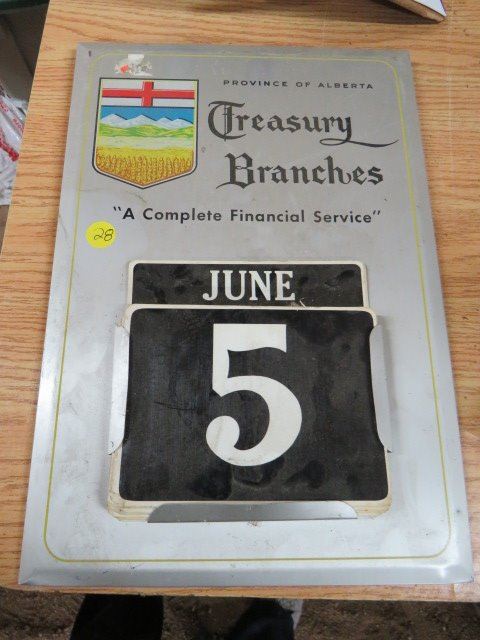 PROVINCE OF ALBERTA
Treasury
Branches
"A Complete Financial Service"
28
JUNE
5